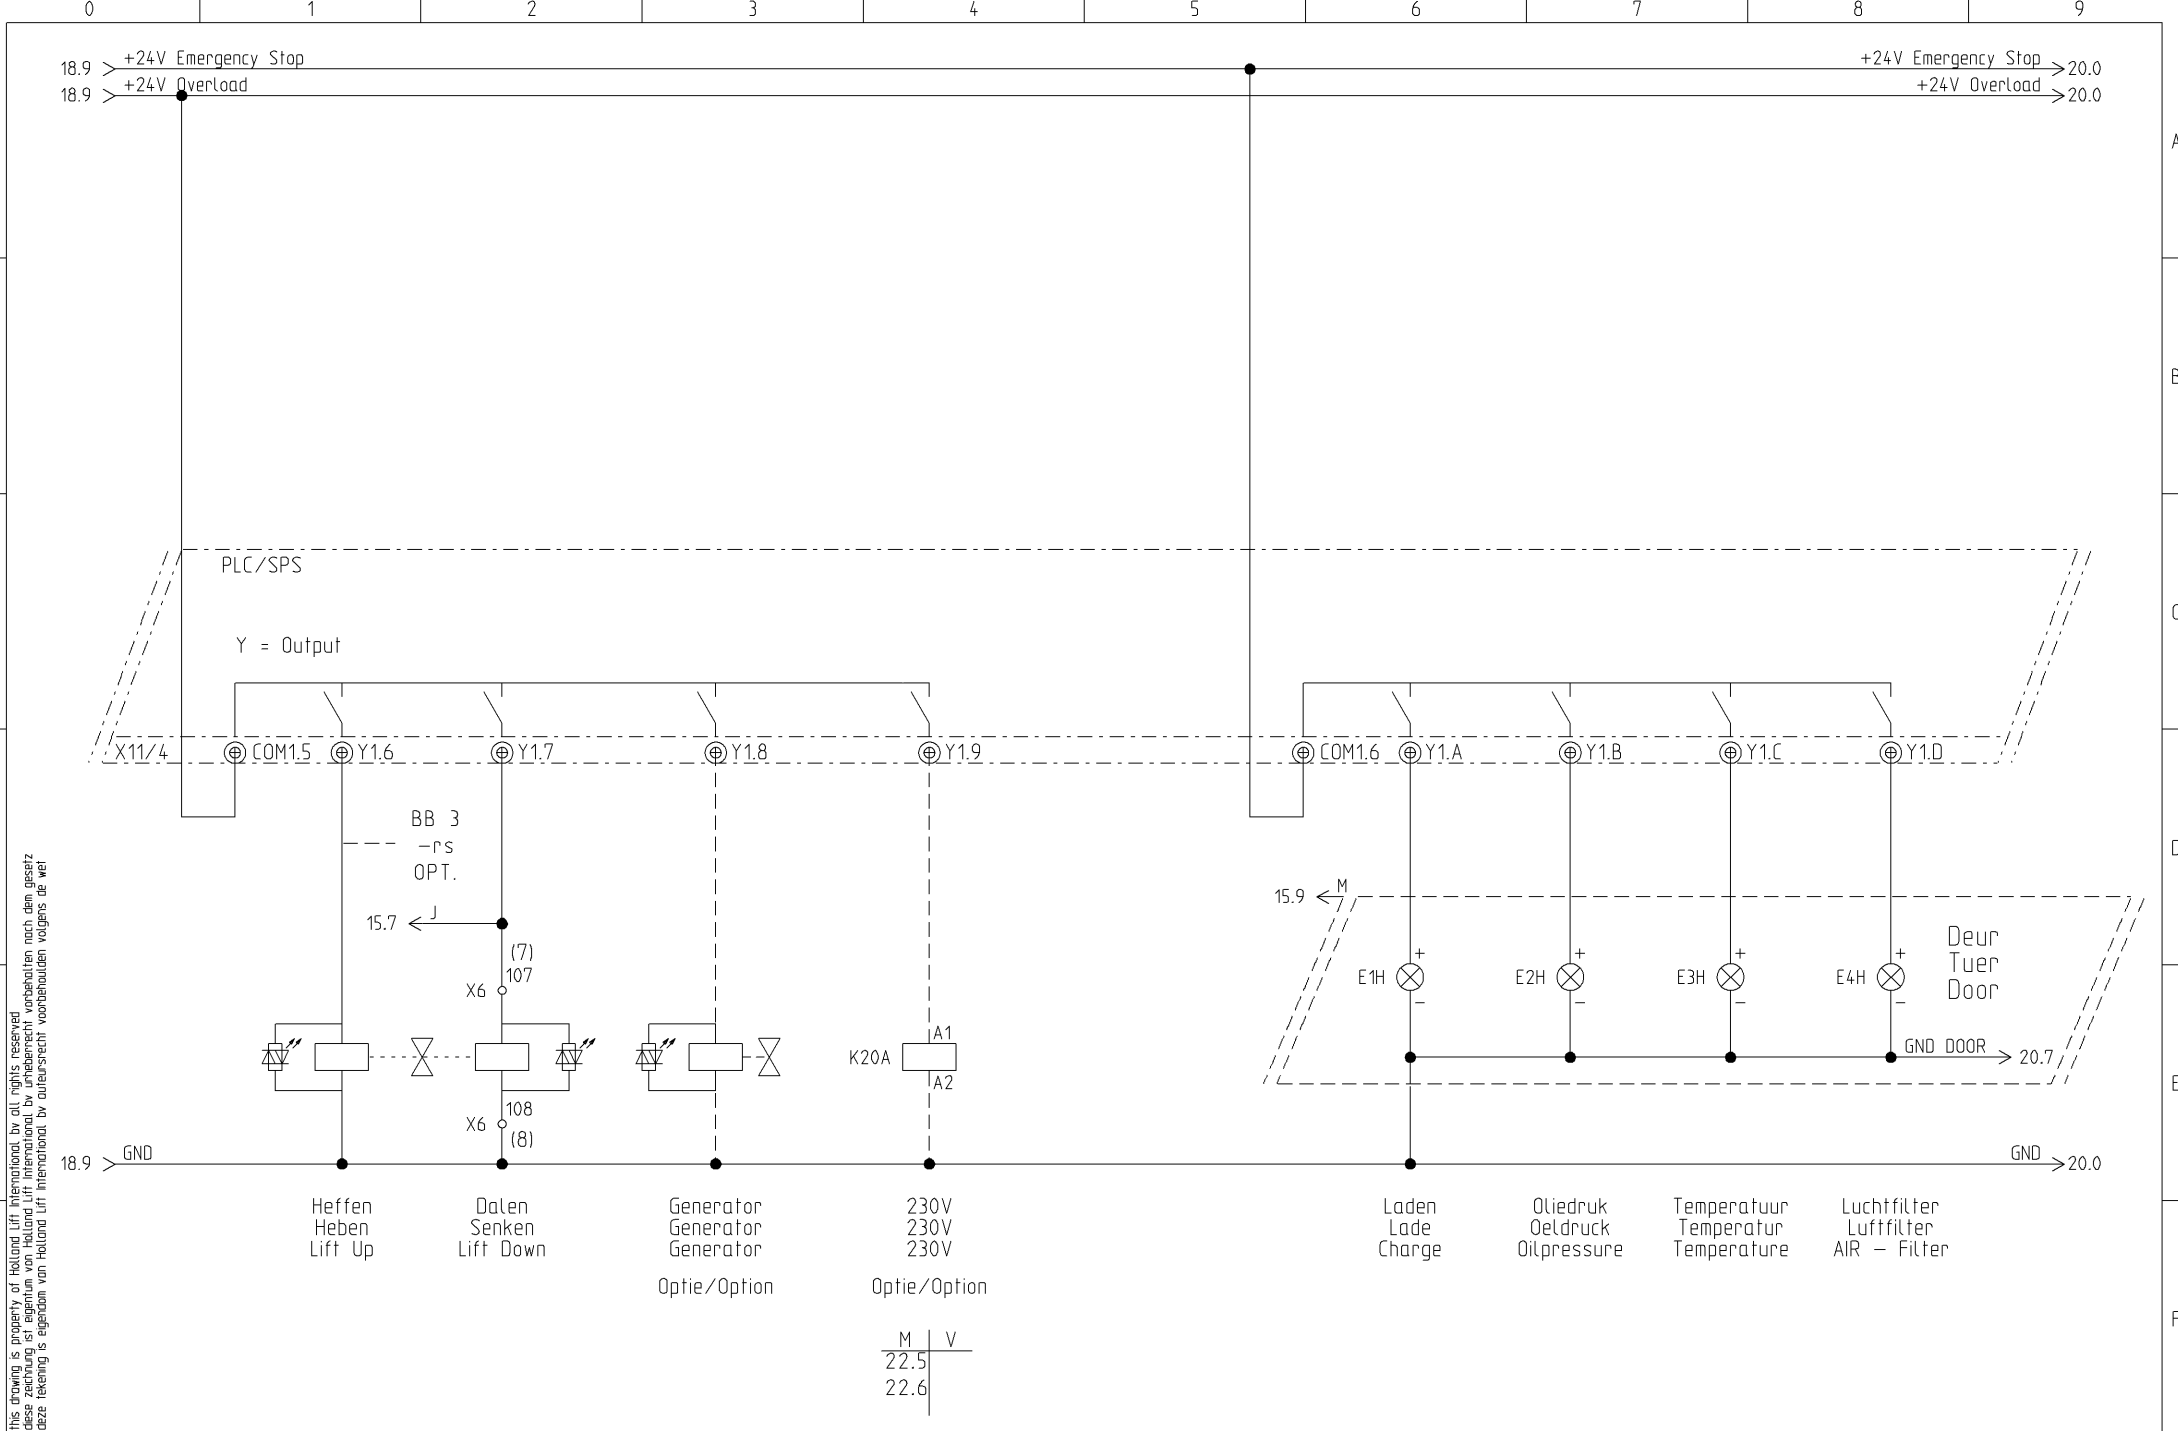 0 1 2 3 4 5 6 7 8 9
18.9 +24V Emergency Stop +24V Emergency Stop 20.0
18.9 +24V Overload +24V Overload 20.0
A
B
C
D
E
F
PLC/SPS
Y = Output
X11/4 COM1.5 Y1.6 Y1.7 Y1.8 Y1.9 COM1.6 Y1.A Y1.B Y1.C Y1.D
BB 3
-rs
OPT.
15.7 J
(7)
107
X6
15.9 M
Deur
Tuer
Door
E1H + -
E2H + -
E3H + -
E4H + -
GND DOOR 20.7
A1
K20A
A2
108
X6
(8)
18.9 GND GND 20.0
Heffen
Heben
Lift Up
Dalen
Senken
Lift Down
Generator
Generator
Generator
Optie/Option
230V
230V
230V
Optie/Option
M V
22.5
22.6
Laden
Lade
Charge
Oliedruk
Oeldruck
Oilpressure
Temperatuur
Temperatur
Temperature
Luchtfilter
Luftfilter
AIR - Filter
this drawing is property of Holland Lift International bv all rights reserved
diese zeichnung ist eigentum von Holland Lift International bv urheberrecht vorbehalten nach dem gesetz
deze tekening is eigendom van Holland Lift International bv auteursrecht voorbehoulden volgens de wet